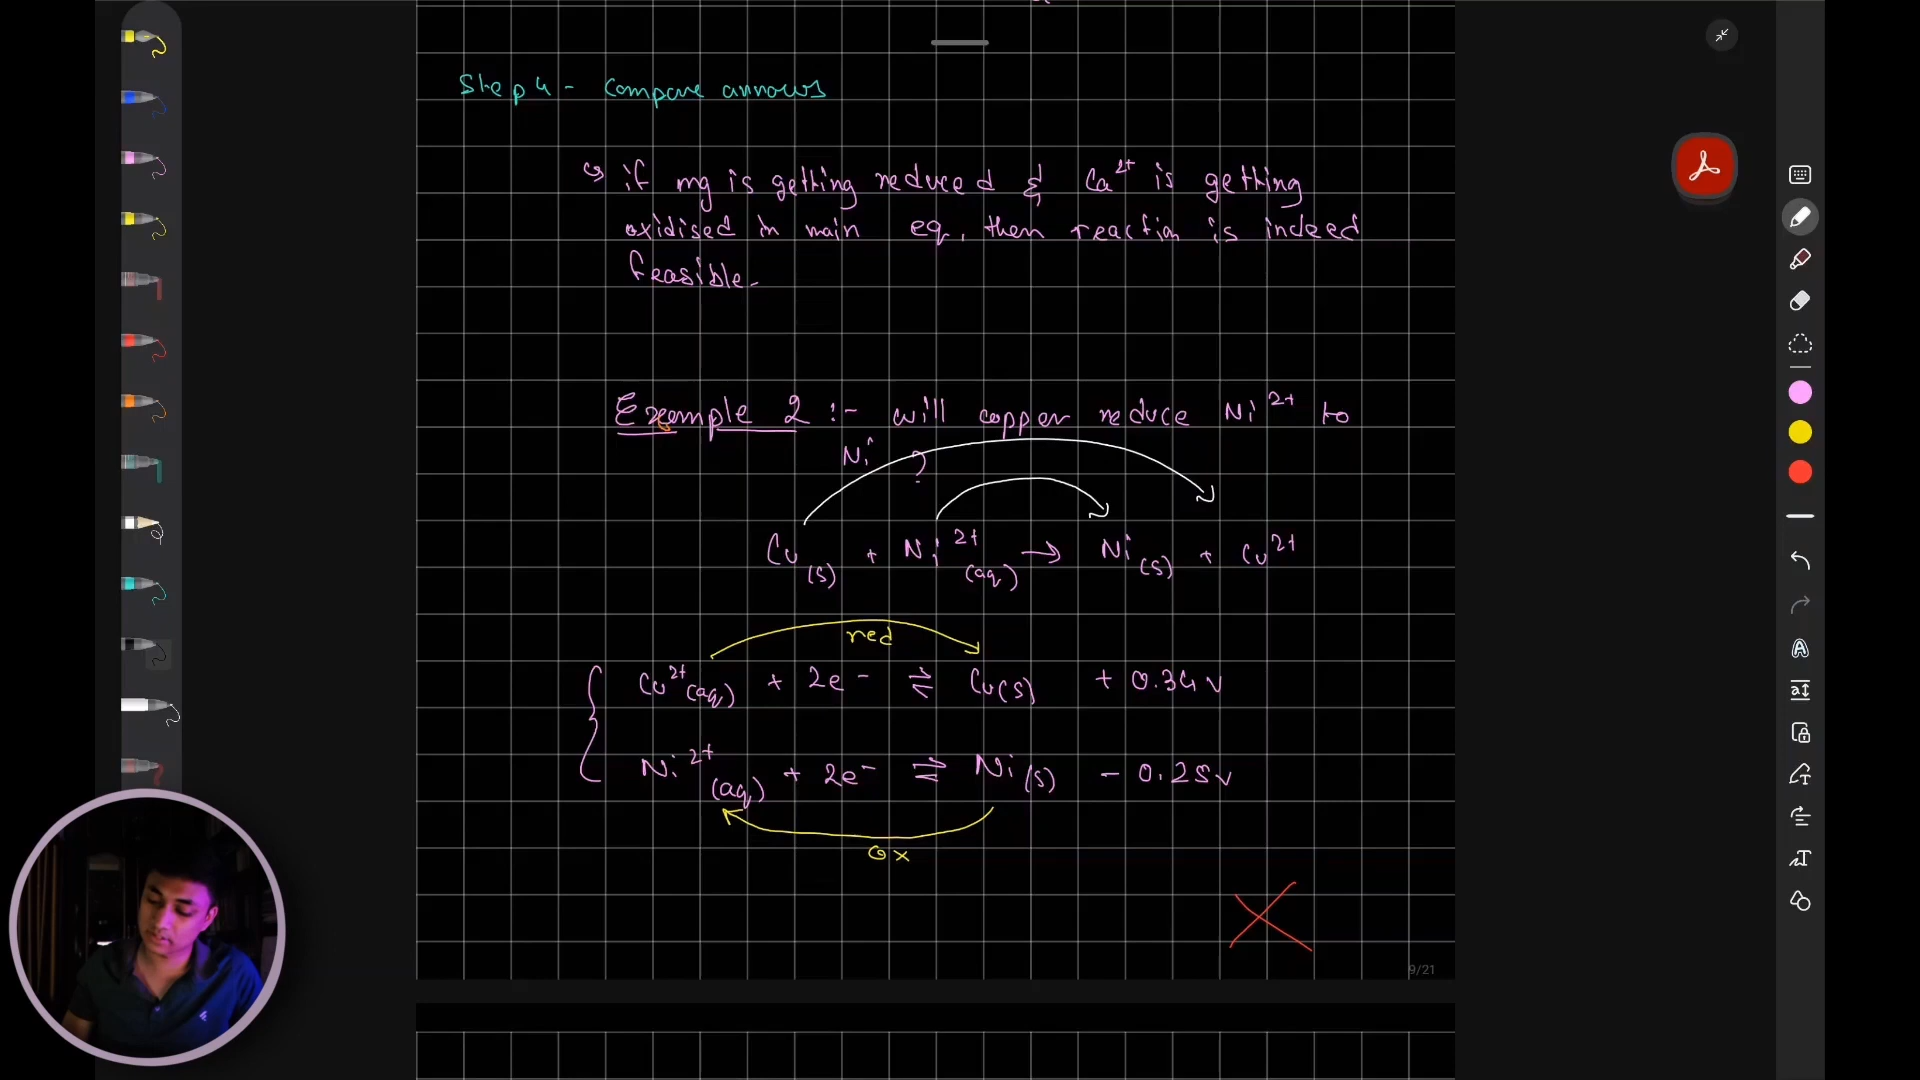 Step 4 - Compare arrows
↪ if mg is getting reduced & Ca²⁺ is getting
oxidised in main eq, then reaction is indeed
feasible.
Example 2 :- will copper reduce Ni²⁺ to
Ni ?
Cu(s) + Ni²⁺(aq) → Ni(s) + Cu²⁺
red
Cu²⁺(aq) + 2e⁻ ⇌ Cu(s) + 0.34 v
Ni²⁺(aq) + 2e⁻ ⇌ Ni(s) - 0.25 v
ox
9/21